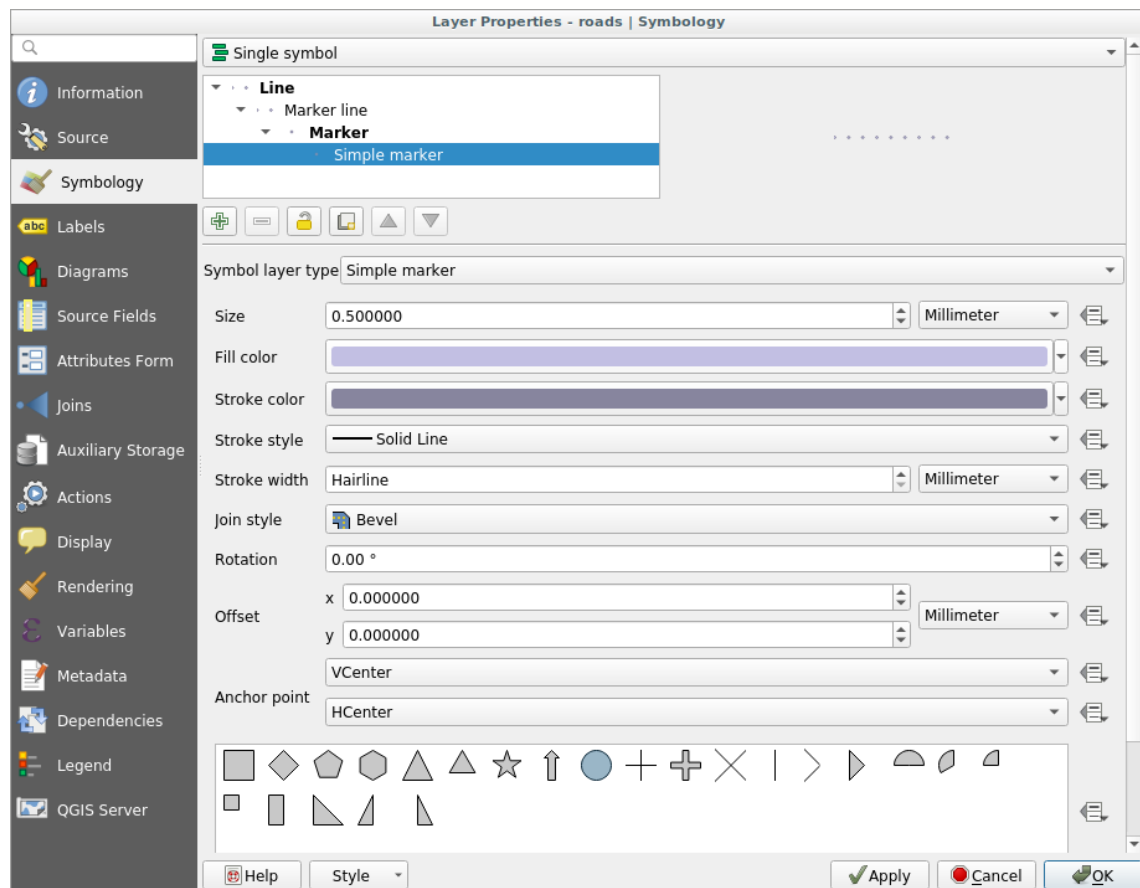 Layer Properties - roads | Symbology
Information
Source
Symbology
abc Labels
Diagrams
Source Fields
Attributes Form
Joins
Auxiliary Storage
Actions
Display
Rendering
Variables
Metadata
Dependencies
Legend
QGIS Server
Single symbol
Line
Marker line
Marker
Simple marker
Symbol layer type Simple marker
Size 0.500000 Millimeter
Fill color
Stroke color
Stroke style Solid Line
Stroke width Hairline Millimeter
Join style Bevel
Rotation 0.00 °
Offset x 0.000000 Millimeter
y 0.000000
Anchor point VCenter
HCenter
Help Style Apply Cancel OK